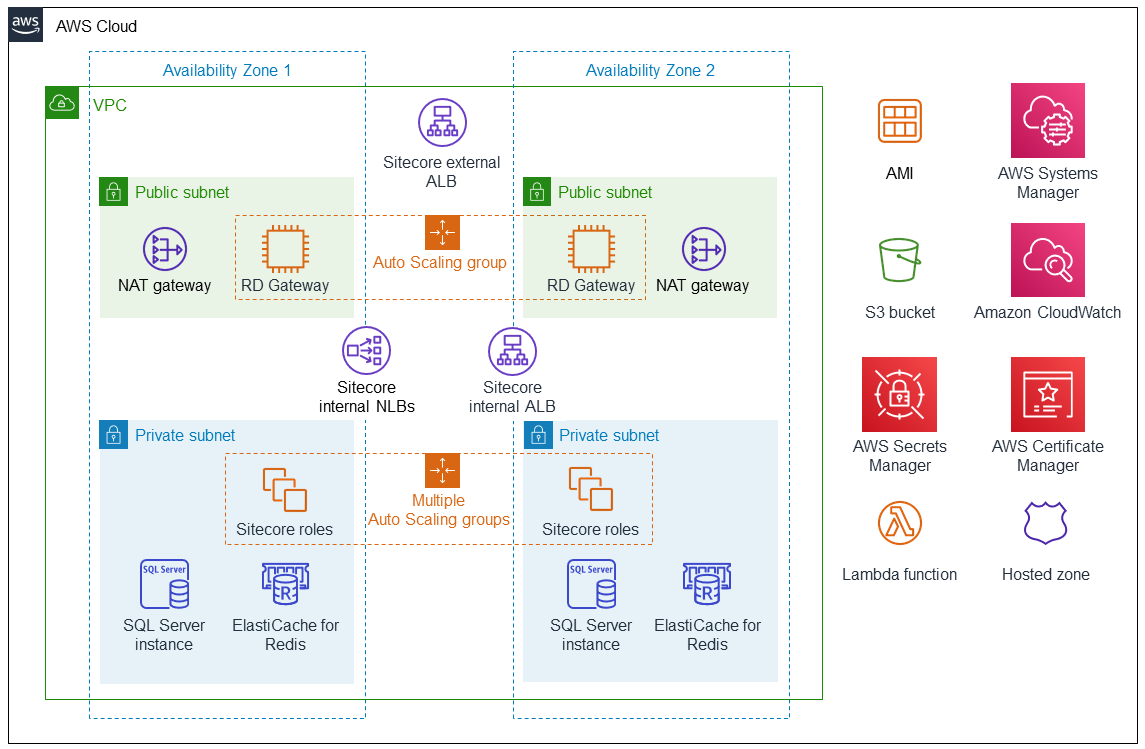 aws
AWS Cloud
Availability Zone 1
Availability Zone 2
VPC
Sitecore external
ALB
Public subnet
Public subnet
NAT gateway
RD Gateway
Auto Scaling group
RD Gateway
NAT gateway
Sitecore
internal NLBs
Sitecore
internal ALB
Private subnet
Private subnet
Sitecore roles
Multiple
Auto Scaling groups
Sitecore roles
SQL Server
SQL Server
instance
R
ElastiCache for
Redis
SQL Server
SQL Server
instance
R
ElastiCache for
Redis
AMI
AWS Systems
Manager
S3 bucket
Amazon CloudWatch
AWS Secrets
Manager
AWS Certificate
Manager
Lambda function
Hosted zone